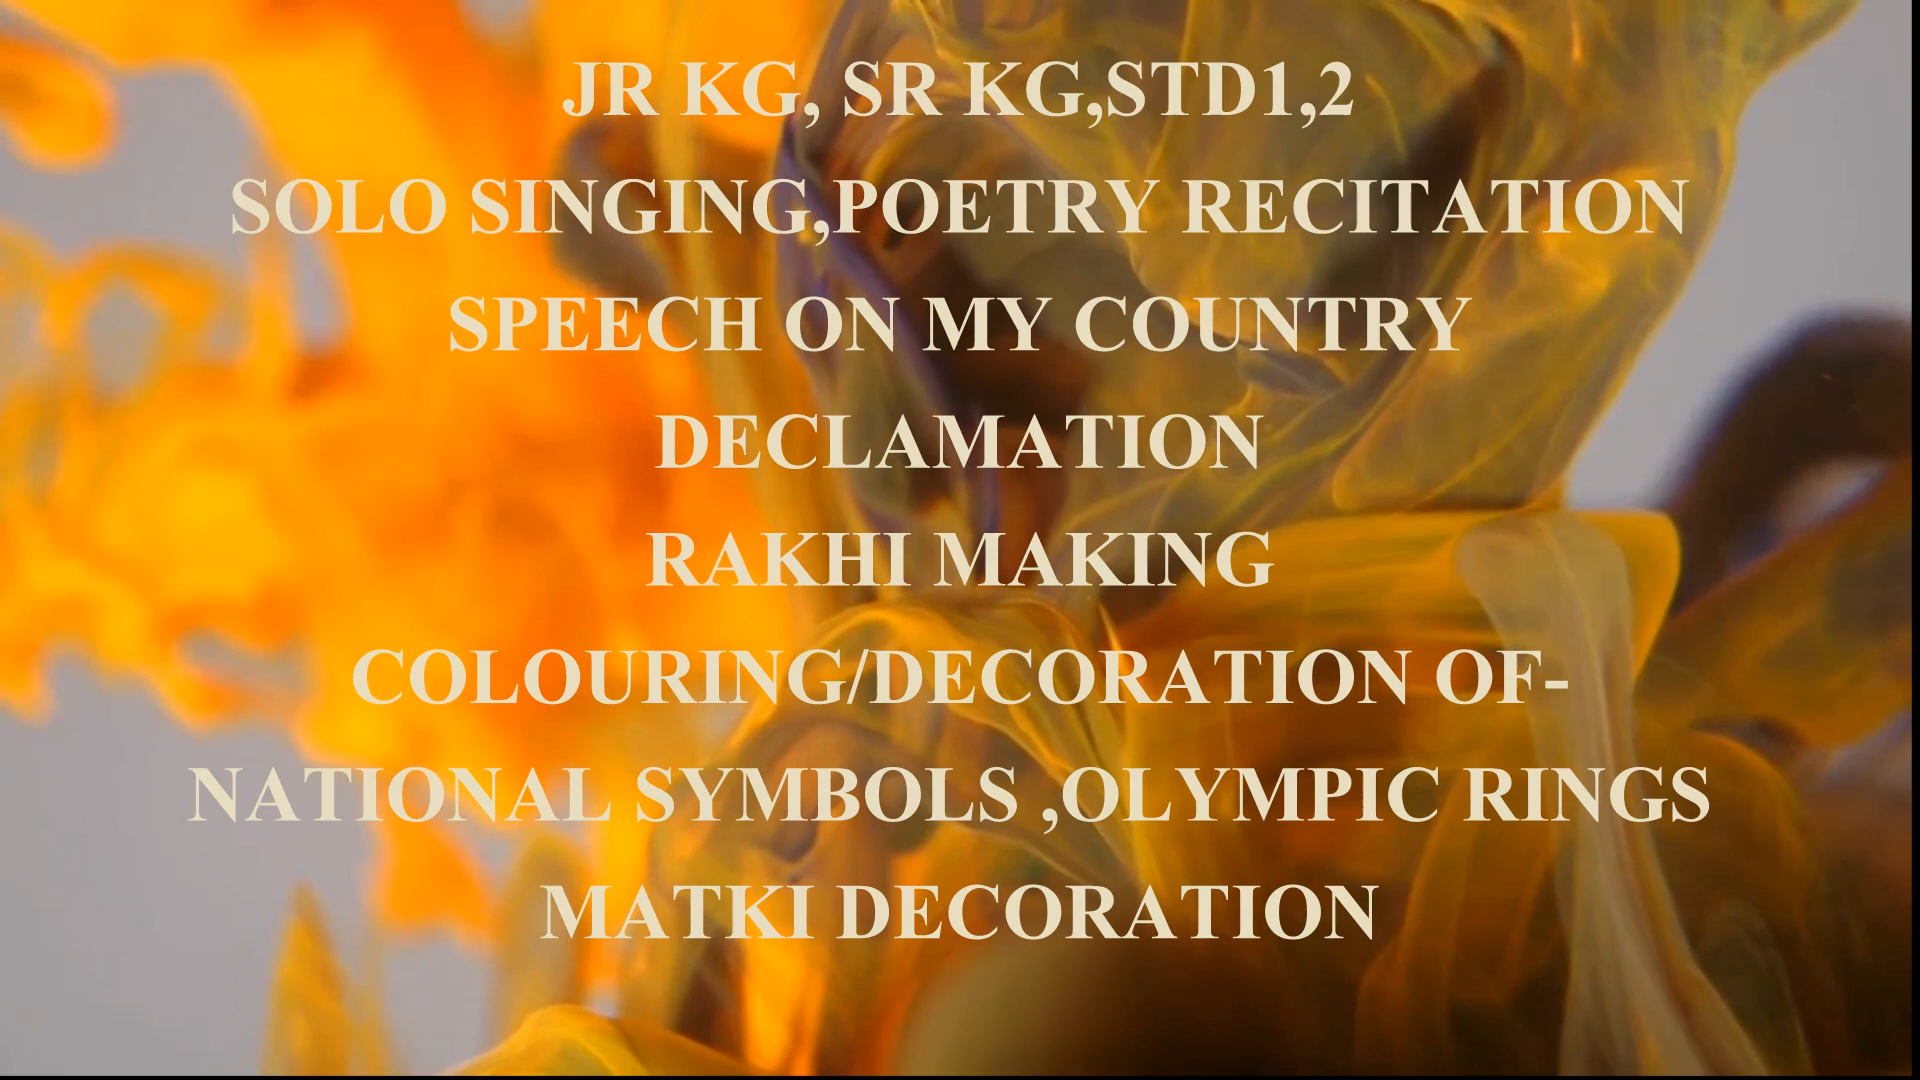 JR KG, SR KG,STD1,2
SOLO SINGING,POETRY RECITATION
SPEECH ON MY COUNTRY
DECLAMATION
RAKHI MAKING
COLOURING/DECORATION OF-
NATIONAL SYMBOLS ,OLYMPIC RINGS
MATKI DECORATION